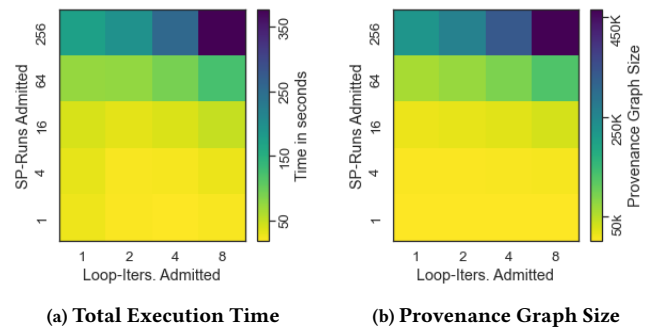 256
64
16
4
1
SP-Runs Admitted
1 2 4 8
Loop-Iters. Admitted
350
250
150
50
Time in seconds
(a) Total Execution Time
256
64
16
4
1
SP-Runs Admitted
1 2 4 8
Loop-Iters. Admitted
450K
250K
50k
Provenance Graph Size
(b) Provenance Graph Size